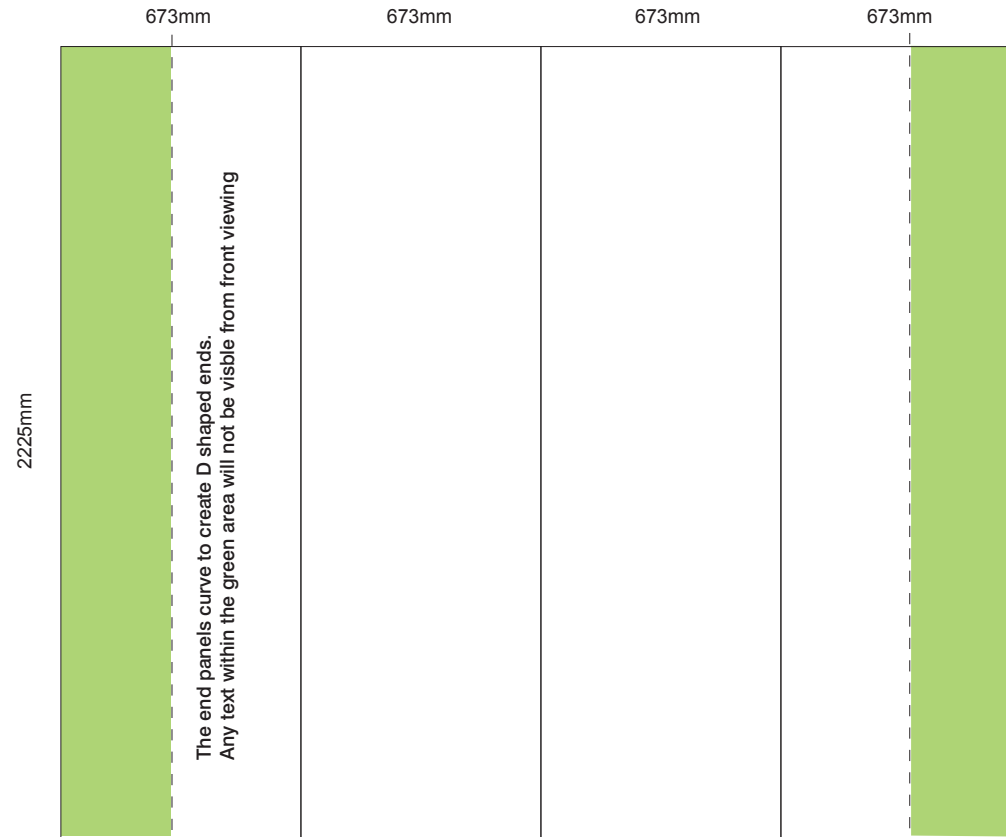 673mm
673mm
673mm
673mm
2225mm
The end panels curve to create D shaped ends.
Any text within the green area will not be visble from front viewing